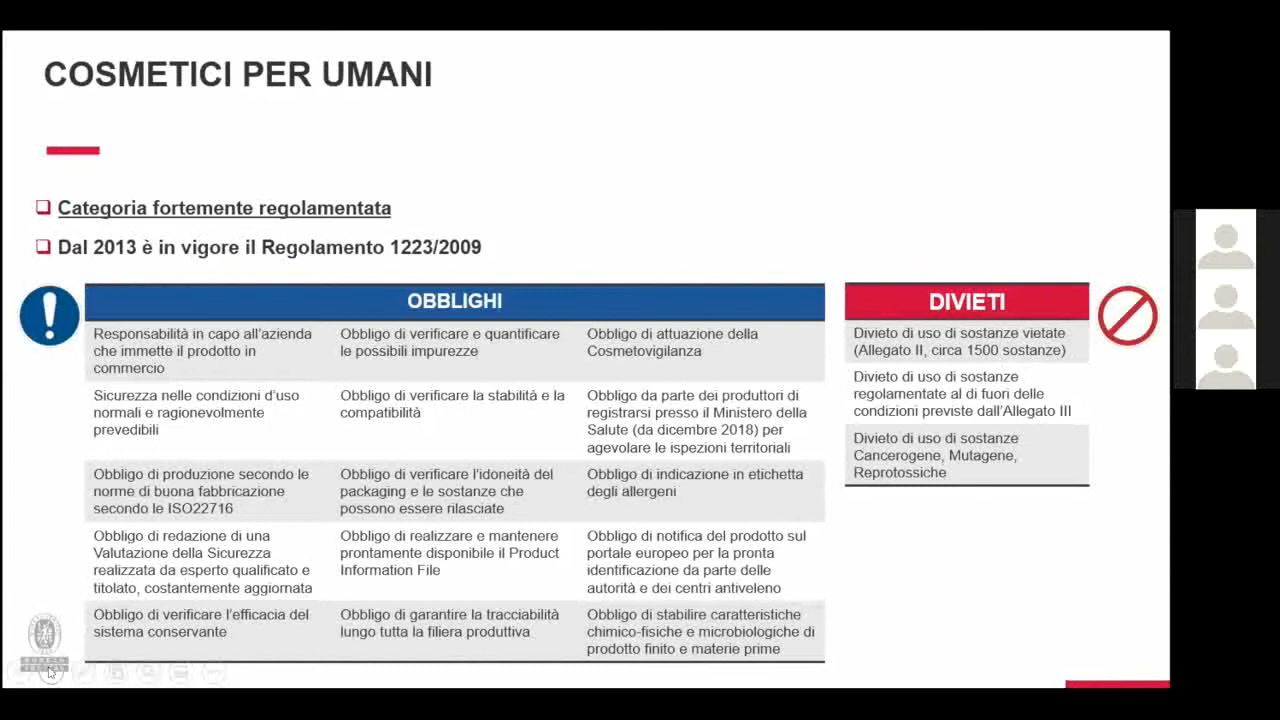 COSMETICI PER UMANI
Categoria fortemente regolamentata
Dal 2013 è in vigore il Regolamento 1223/2009
OBBLIGHI
Responsabilità in capo all'azienda
che immette il prodotto in
commercio
Obbligo di verificare e quantificare
le possibili impurezze
Obbligo di attuazione della
Cosmetovigilanza
Sicurezza nelle condizioni d'uso
normali e ragionevolmente
prevedibili
Obbligo di verificare la stabilità e la
compatibilità
Obbligo da parte dei produttori di
registrarsi presso il Ministero della
Salute (da dicembre 2018) per
agevolare le ispezioni territoriali
Obbligo di produzione secondo le
norme di buona fabbricazione
secondo le ISO22716
Obbligo di verificare l'idoneità del
packaging e le sostanze che
possono essere rilasciate
Obbligo di indicazione in etichetta
degli allergeni
Obbligo di redazione di una
Valutazione della Sicurezza
realizzata da esperto qualificato e
titolato, costantemente aggiornata
Obbligo di realizzare e mantenere
prontamente disponibile il Product
Information File
Obbligo di notifica del prodotto sul
portale europeo per la pronta
identificazione da parte delle
autorità e dei centri antiveleno
Obbligo di verificare l'efficacia del
sistema conservante
Obbligo di garantire la tracciabilità
lungo tutta la filiera produttiva
Obbligo di stabilire caratteristiche
chimico-fisiche e microbiologiche di
prodotto finito e materie prime
DIVIETI
Divieto di uso di sostanze vietate
(Allegato II, circa 1500 sostanze)
Divieto di uso di sostanze
regolamentate al di fuori delle
condizioni previste dall'Allegato III
Divieto di uso di sostanze
Cancerogene, Mutagene,
Reprotossiche